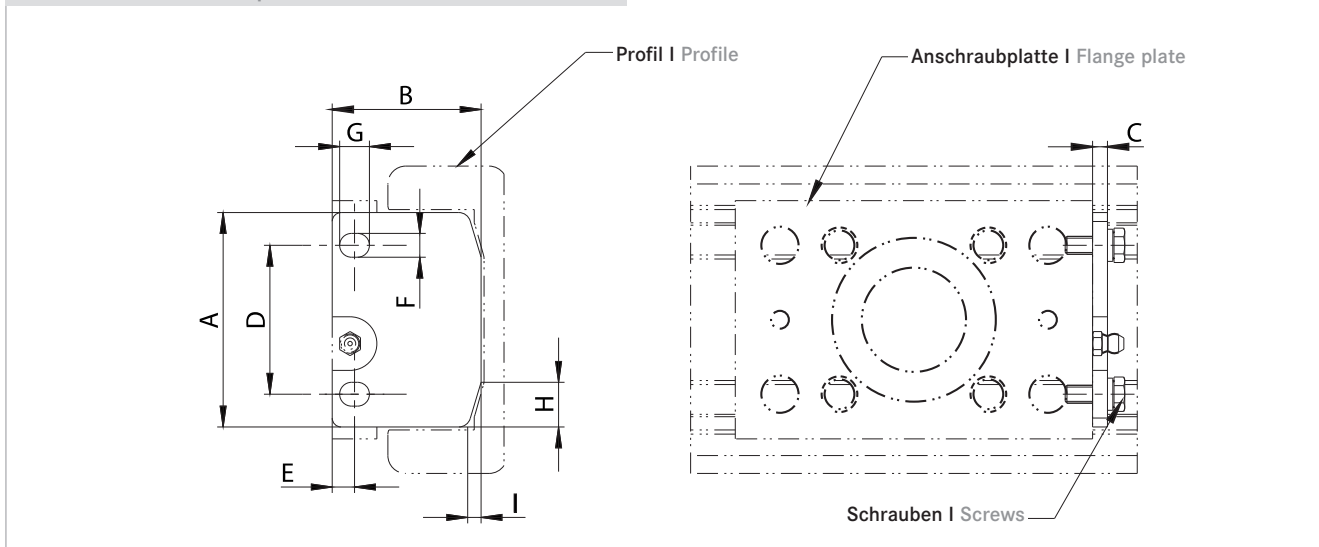 Profil I Profile
Anschraubplatte I Flange plate
B
C
G
F
A
D
H
E
I
Schrauben I Screws